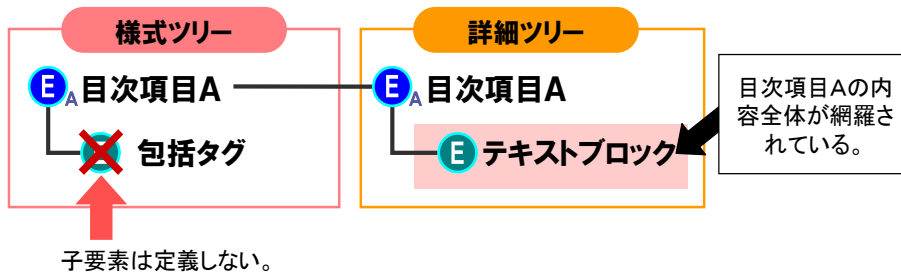 様式ツリー
詳細ツリー
E A 目次項目A
E A 目次項目A
E 包括タグ
E テキストブロック
目次項目Aの内
容全体が網羅さ
れている。
子要素は定義しない。